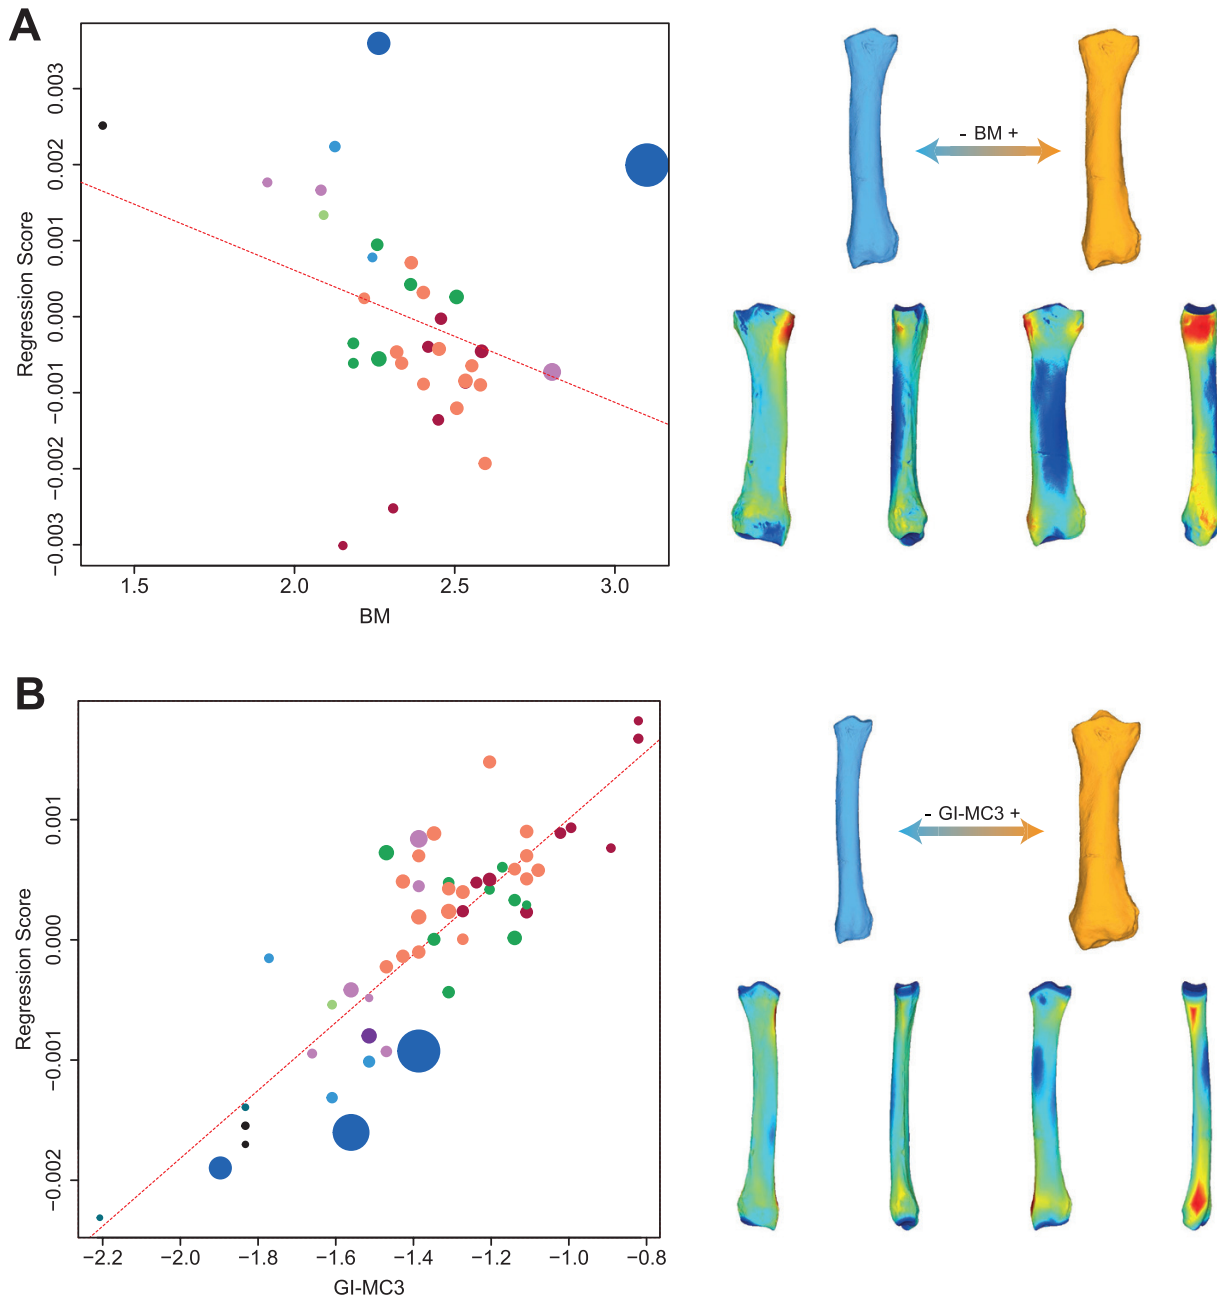 A
Regression Score
0.003
0.002
0.001
0.000
−0.001
−0.002
−0.003
1.5 2.0 2.5 3.0
BM
- BM +
B
Regression Score
0.001
0.000
−0.001
−0.002
−2.2 −2.0 −1.8 −1.6 −1.4 −1.2 −1.0 −0.8
GI-MC3
- GI-MC3 +